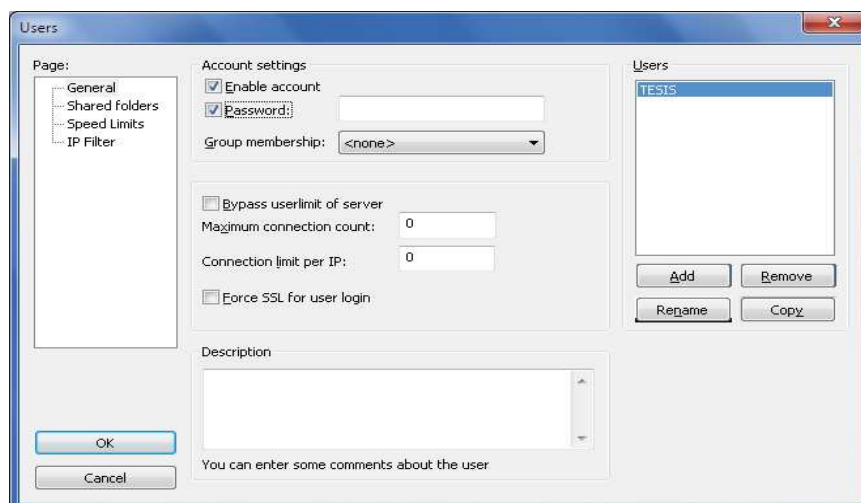 Users
Page:
General
Shared folders
Speed Limits
IP Filter
OK
Cancel
Account settings
Enable account
Password:
Group membership: <none>
Bypass userlimit of server
Maximum connection count: 0
Connection limit per IP: 0
Force SSL for user login
Description
You can enter some comments about the user
Users
TESIS
Add Remove
Rename Copy